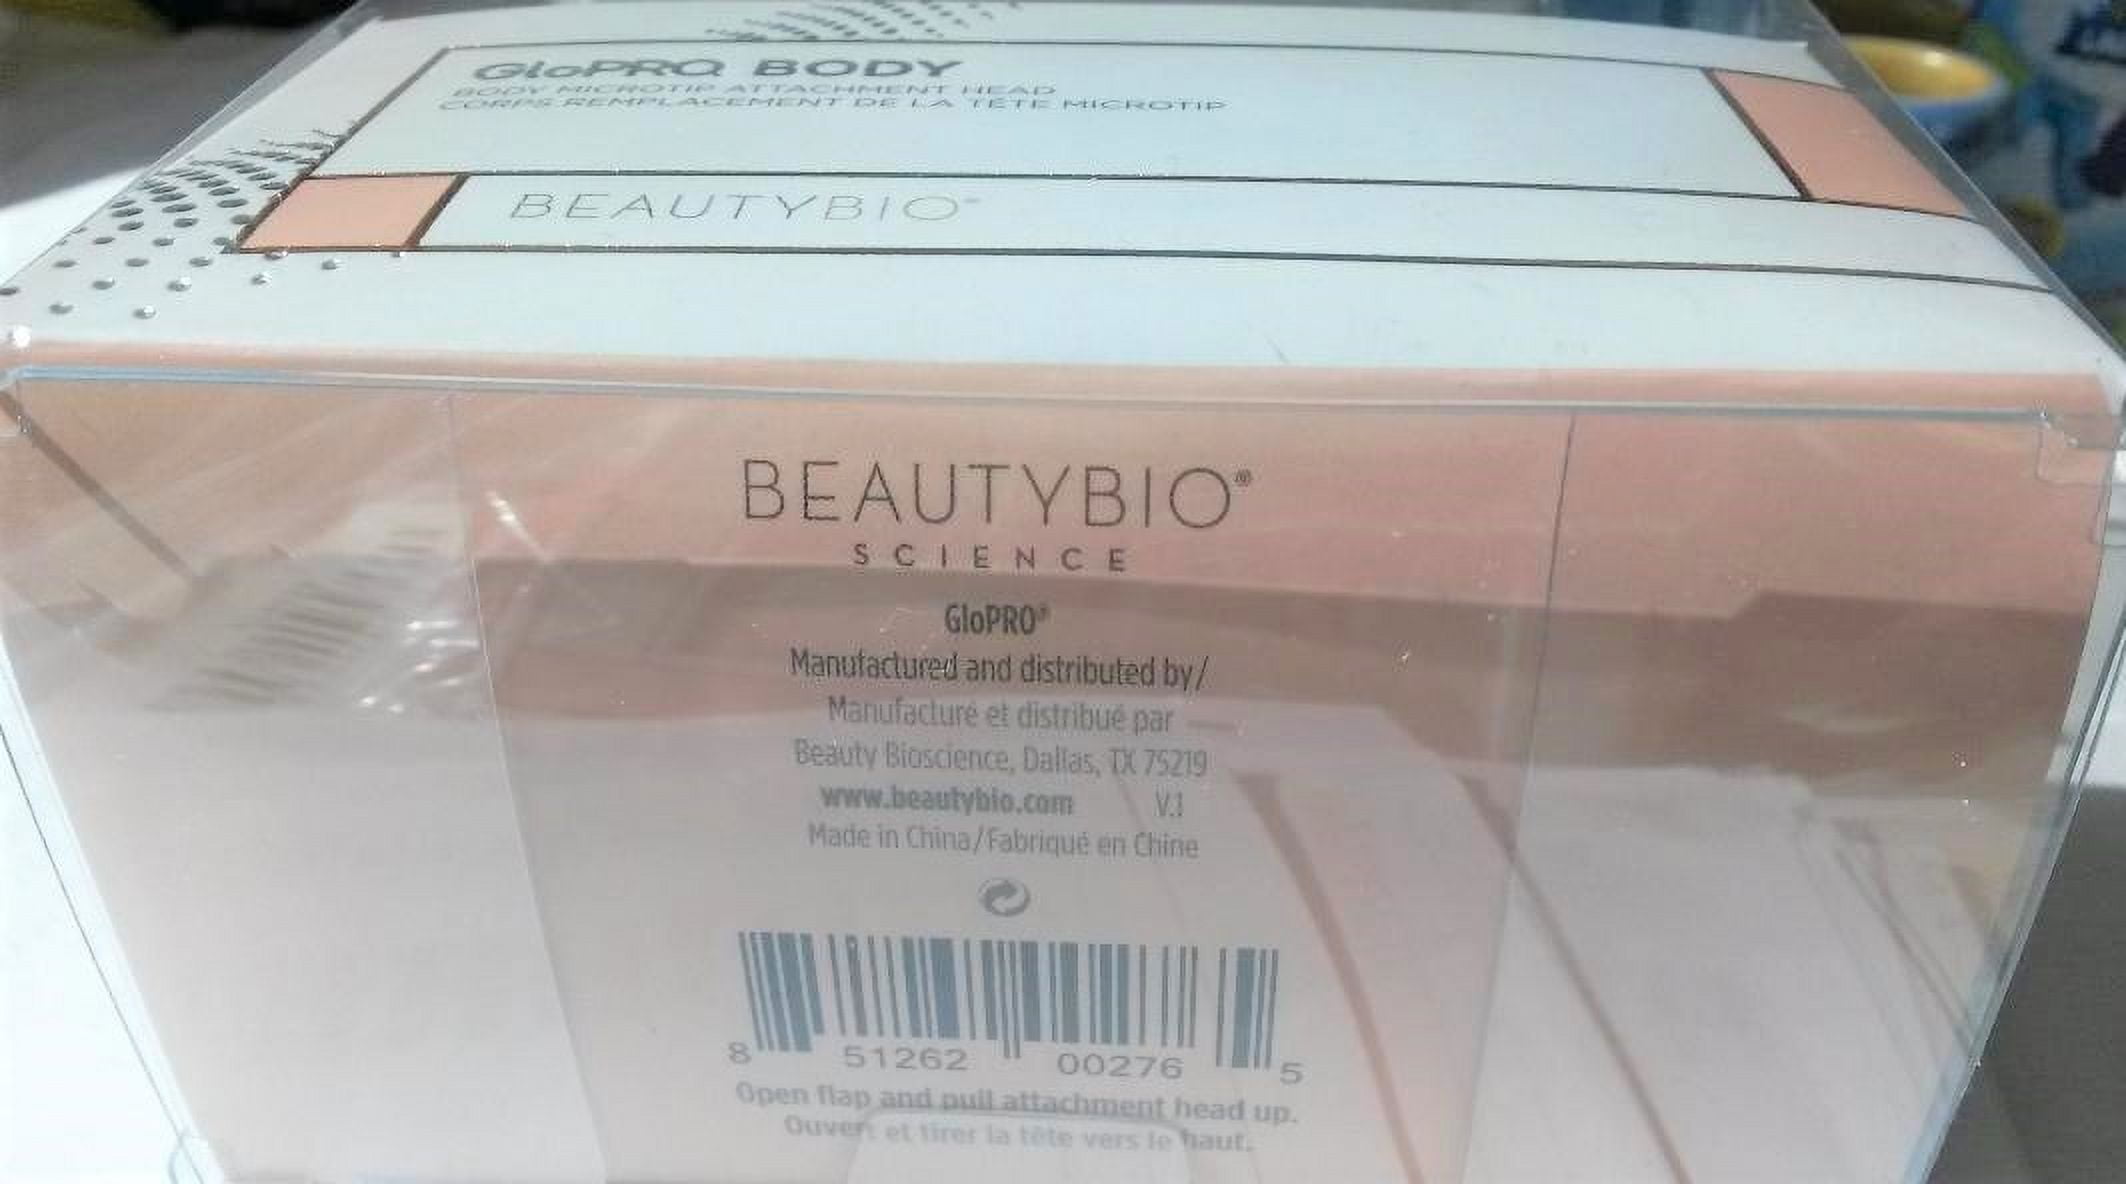 GloPRO BODY
BODY MICROTIP ATTACHMENT HEAD
CORPS REMPLACEMENT DE LA TÊTE MICROTIP
BEAUTYBIO
BEAUTYBIO®
SCIENCE
GloPRO®
Manufactured and distributed by/
Manufacturé et distribué par
Beauty Bioscience, Dallas, TX 75219
www.beautybio.com V.1
Made in China/Fabriqué en Chine
8 51262 00276 5
Open flap and pull attachment head up.
Ouvert et tirer la tête vers le haut.